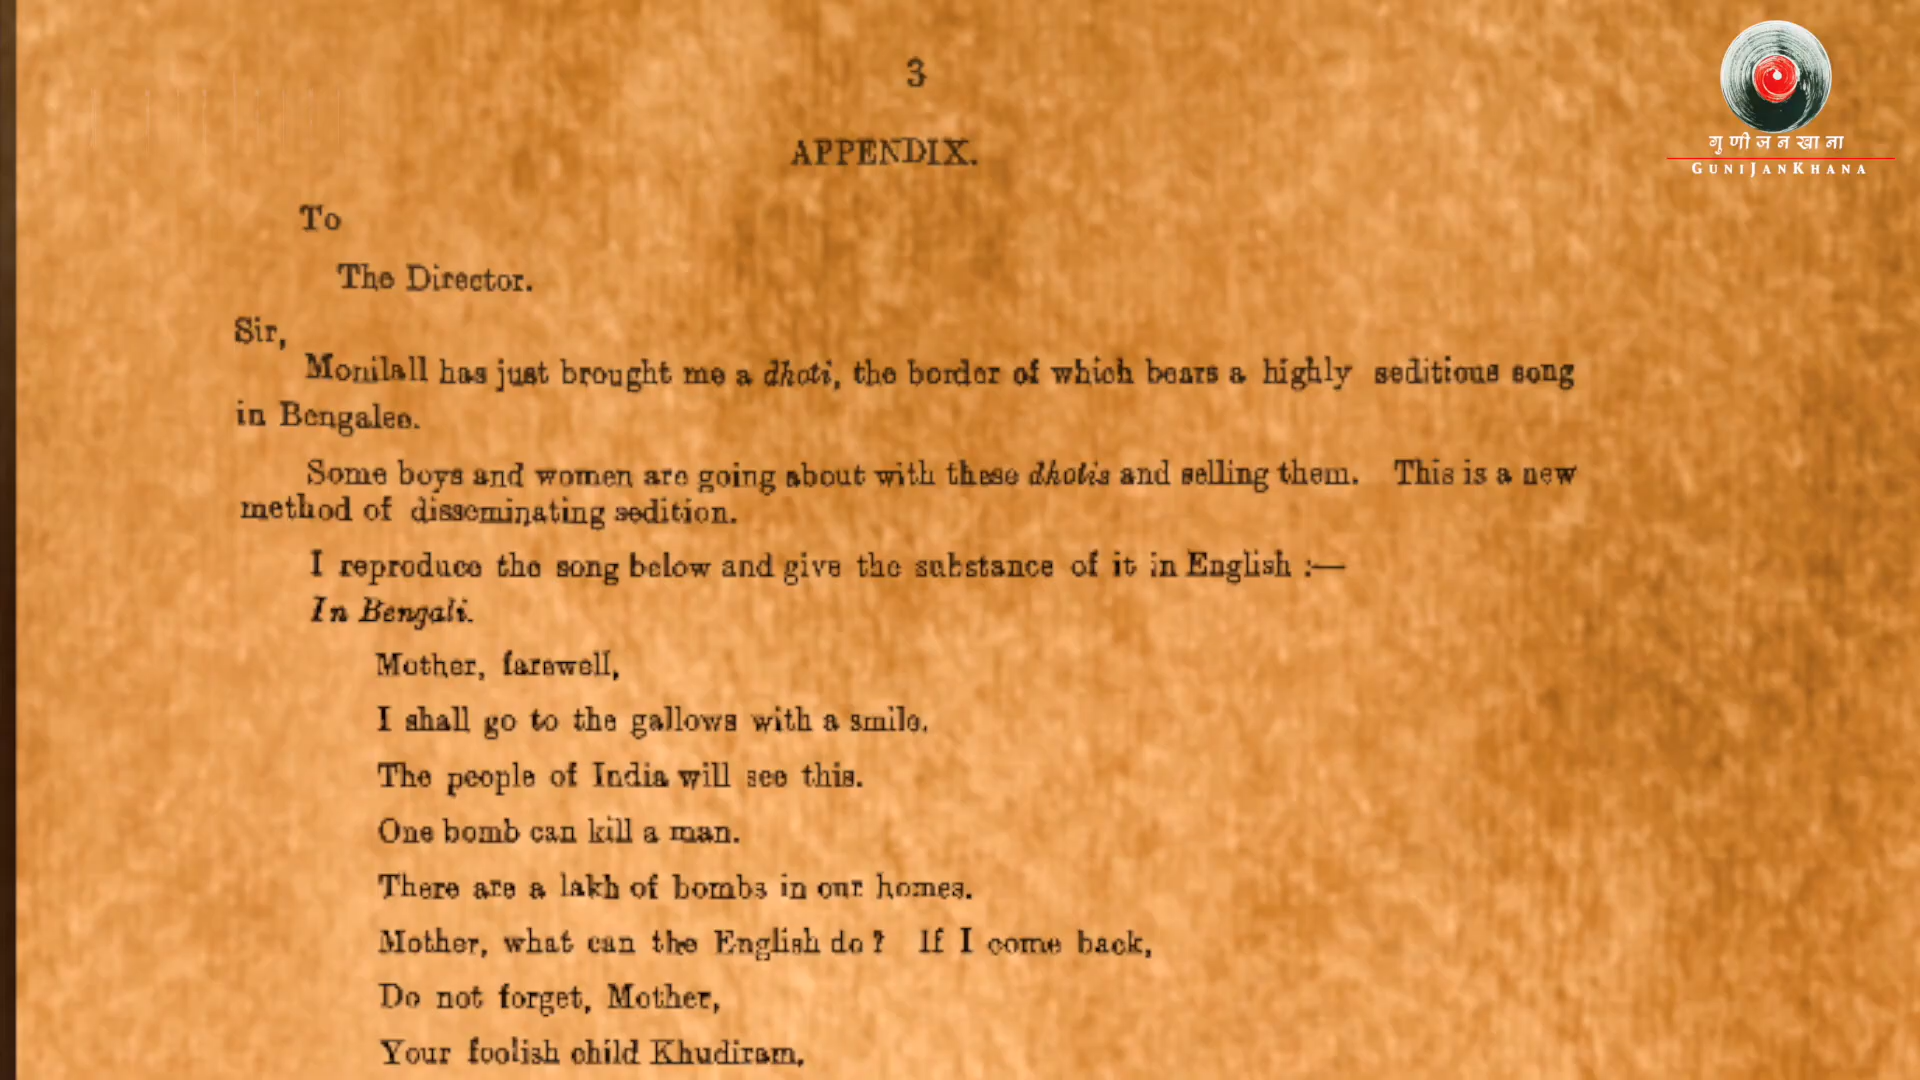 3
APPENDIX.
गुणीजनखाना
GUNIJANKHANA
To
The Director.
Sir,
Monilall has just brought me a dhoti, the border of which bears a highly seditious song
in Bengalee.
Some boys and women are going about with these dhotis and selling them. This is a new
method of disseminating sedition.
I reproduce the song below and give the substance of it in English :—
In Bengali.
Mother, farewell,
I shall go to the gallows with a smile.
The people of India will see this.
One bomb can kill a man.
There are a lakh of bombs in our homes.
Mother, what can the English do ? If I come back,
Do not forget, Mother,
Your foolish child Khudiram,